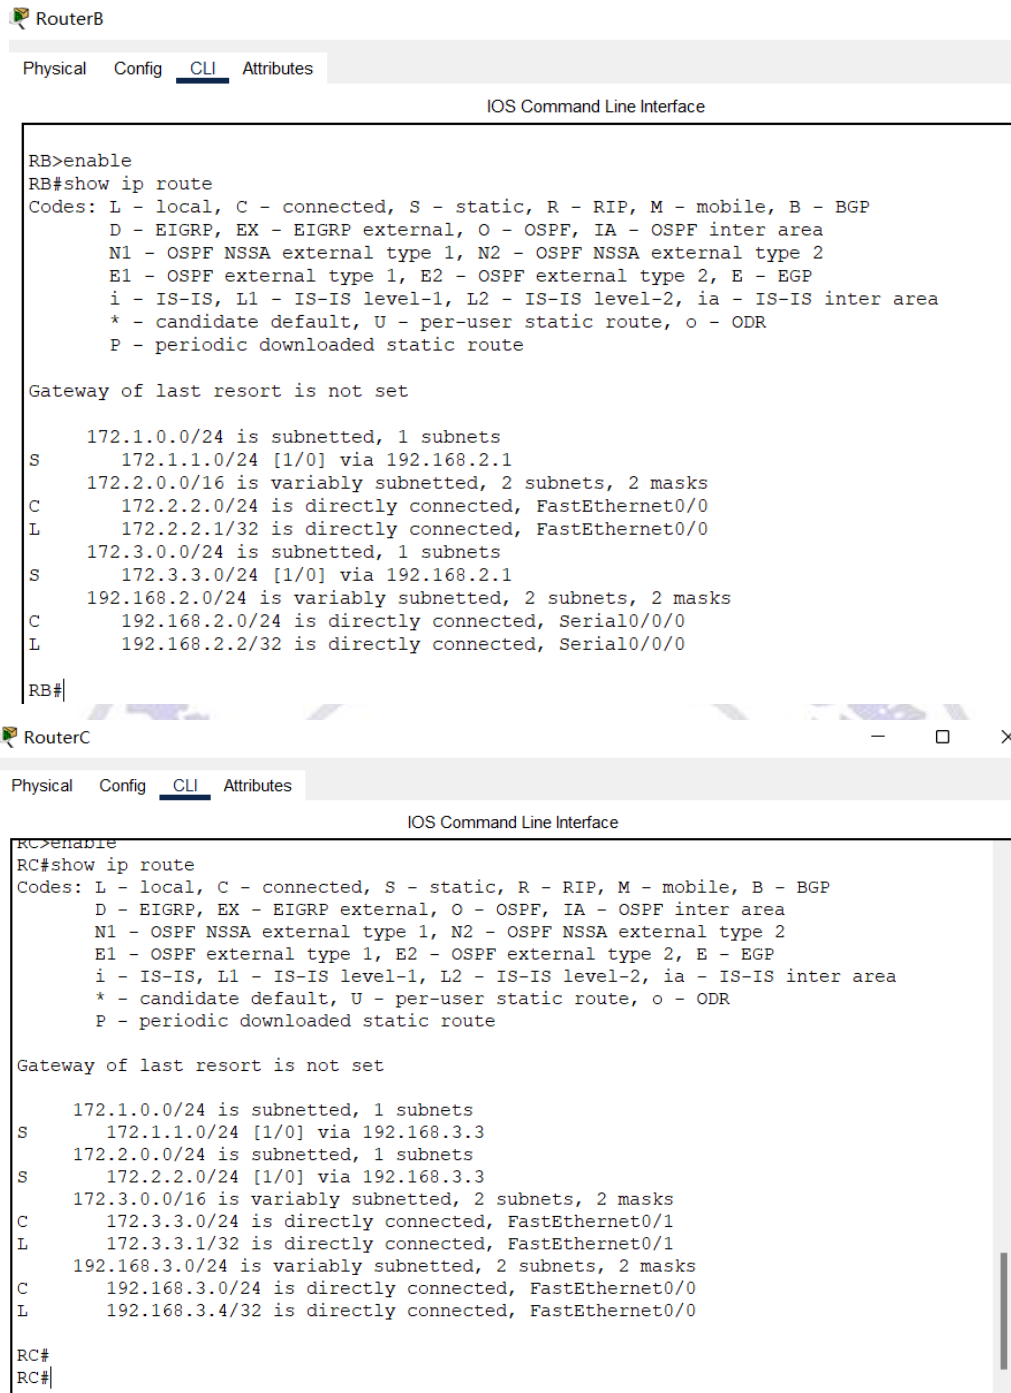 RouterB
Physical Config CLI Attributes
IOS Command Line Interface
RB>enable
RB#show ip route
Codes: L - local, C - connected, S - static, R - RIP, M - mobile, B - BGP
D - EIGRP, EX - EIGRP external, O - OSPF, IA - OSPF inter area
N1 - OSPF NSSA external type 1, N2 - OSPF NSSA external type 2
E1 - OSPF external type 1, E2 - OSPF external type 2, E - EGP
i - IS-IS, L1 - IS-IS level-1, L2 - IS-IS level-2, ia - IS-IS inter area
* - candidate default, U - per-user static route, o - ODR
P - periodic downloaded static route
Gateway of last resort is not set
172.1.0.0/24 is subnetted, 1 subnets
S 172.1.1.0/24 [1/0] via 192.168.2.1
172.2.0.0/16 is variably subnetted, 2 subnets, 2 masks
C 172.2.2.0/24 is directly connected, FastEthernet0/0
L 172.2.2.1/32 is directly connected, FastEthernet0/0
172.3.0.0/24 is subnetted, 1 subnets
S 172.3.3.0/24 [1/0] via 192.168.2.1
192.168.2.0/24 is variably subnetted, 2 subnets, 2 masks
C 192.168.2.0/24 is directly connected, Serial0/0/0
L 192.168.2.2/32 is directly connected, Serial0/0/0
RB#
RouterC
Physical Config CLI Attributes
IOS Command Line Interface
RC>enable
RC#show ip route
Codes: L - local, C - connected, S - static, R - RIP, M - mobile, B - BGP
D - EIGRP, EX - EIGRP external, O - OSPF, IA - OSPF inter area
N1 - OSPF NSSA external type 1, N2 - OSPF NSSA external type 2
E1 - OSPF external type 1, E2 - OSPF external type 2, E - EGP
i - IS-IS, L1 - IS-IS level-1, L2 - IS-IS level-2, ia - IS-IS inter area
* - candidate default, U - per-user static route, o - ODR
P - periodic downloaded static route
Gateway of last resort is not set
172.1.0.0/24 is subnetted, 1 subnets
S 172.1.1.0/24 [1/0] via 192.168.3.3
172.2.0.0/24 is subnetted, 1 subnets
S 172.2.2.0/24 [1/0] via 192.168.3.3
172.3.0.0/16 is variably subnetted, 2 subnets, 2 masks
C 172.3.3.0/24 is directly connected, FastEthernet0/1
L 172.3.3.1/32 is directly connected, FastEthernet0/1
192.168.3.0/24 is variably subnetted, 2 subnets, 2 masks
C 192.168.3.0/24 is directly connected, FastEthernet0/0
L 192.168.3.4/32 is directly connected, FastEthernet0/0
RC#
RC#